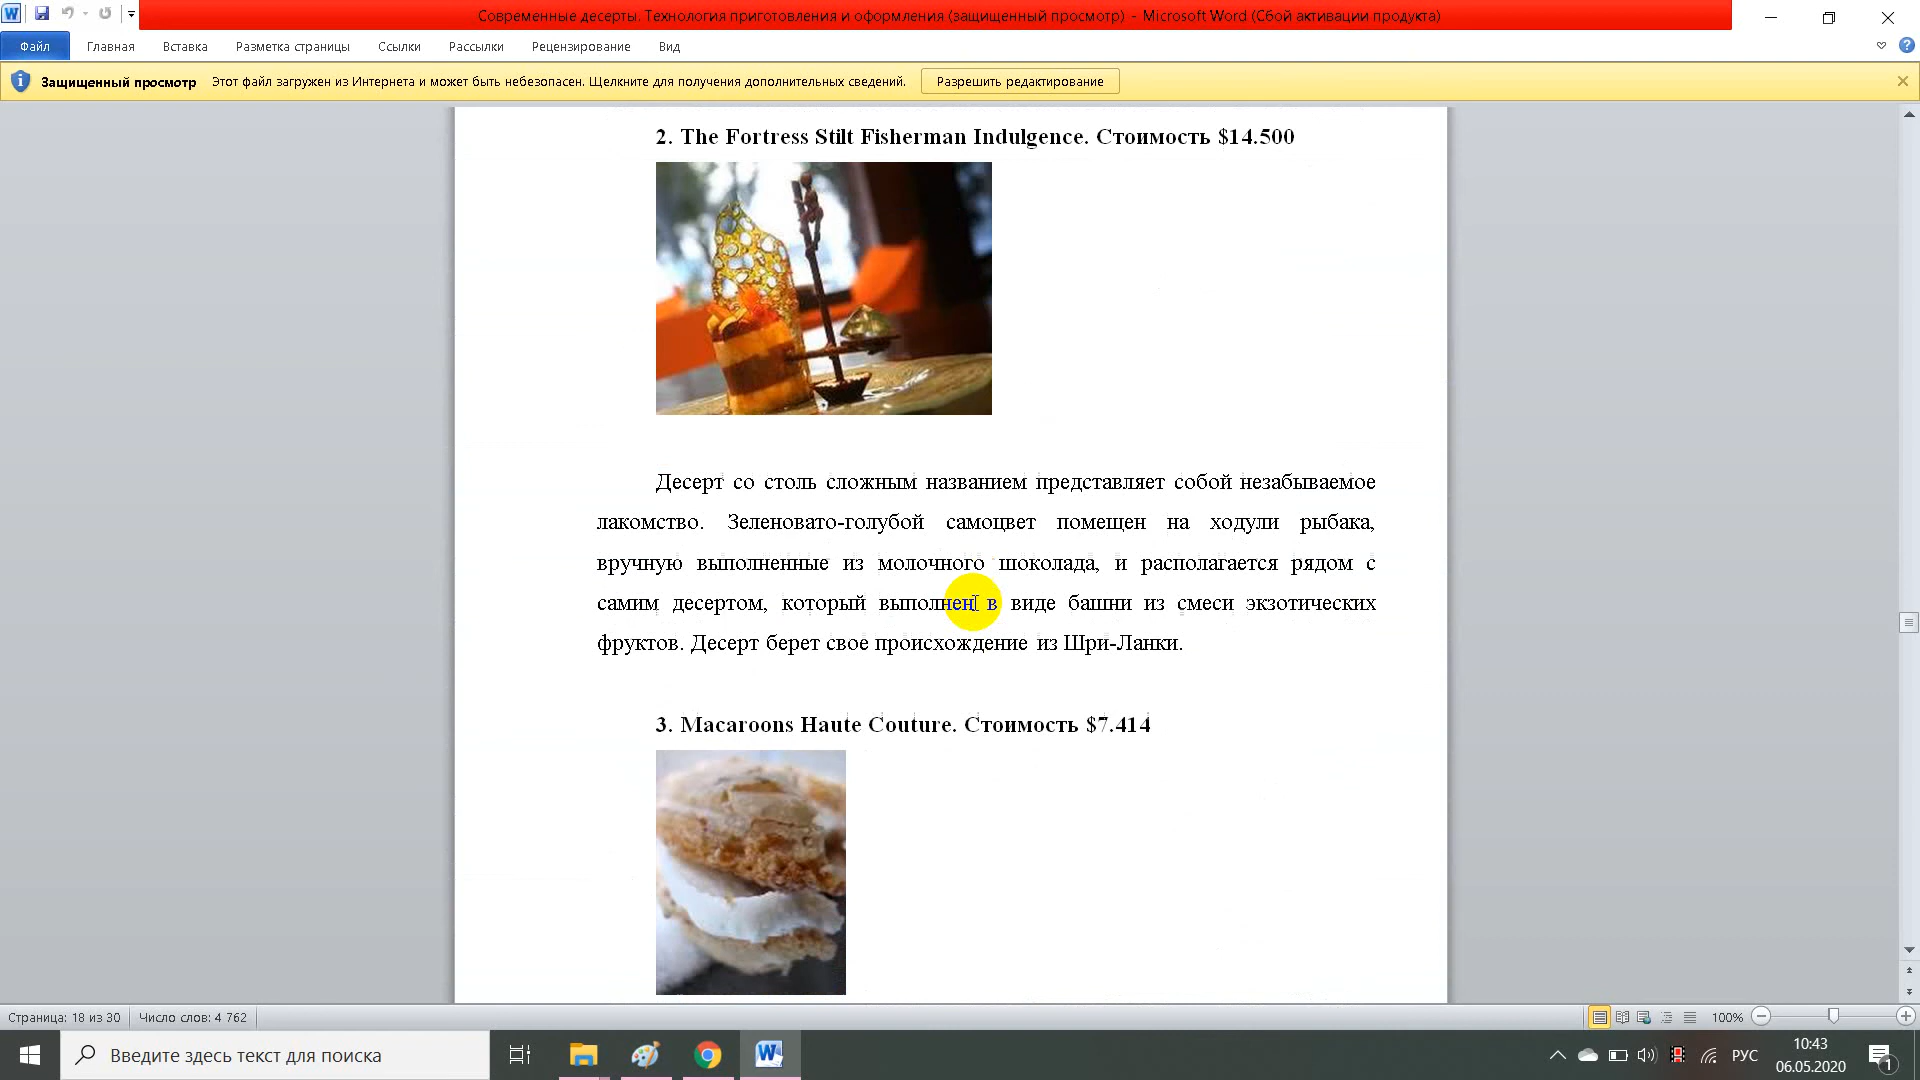 Современные десерты. Технология приготовления и оформления (защищенный просмотр) - Microsoft Word (Сбой активации продукта)
Файл Главная Вставка Разметка страницы Ссылки Рассылки Рецензирование Вид
Защищенный просмотр Этот файл загружен из Интернета и может быть небезопасен. Щелкните для получения дополнительных сведений. Разрешить редактирование
2. The Fortress Stilt Fisherman Indulgence. Стоимость $14.500
Десерт со столь сложным названием представляет собой незабываемое
лакомство. Зеленовато-голубой самоцвет помещен на ходули рыбака,
вручную выполненные из молочного шоколада, и располагается рядом с
самим десертом, который выполнен в виде башни из смеси экзотических
фруктов. Десерт берет свое происхождение из Шри-Ланки.
3. Macaroons Haute Couture. Стоимость $7.414
Страница: 18 из 30 Число слов: 4 762 100%
Введите здесь текст для поиска
РУС
10:43
06.05.2020
1